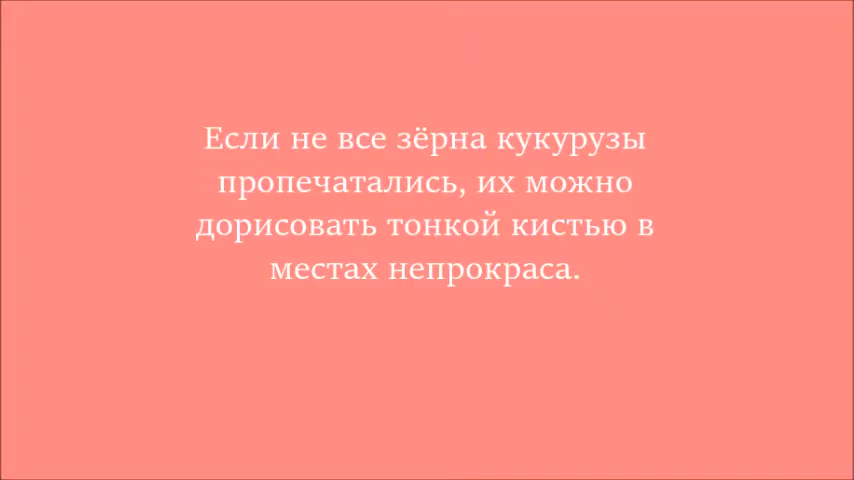 Если не все зёрна кукурузы
пропечатались, их можно
дорисовать тонкой кистью в
местах непрокраса.